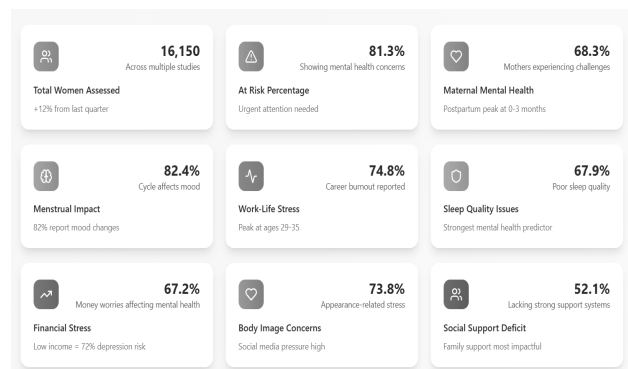 16,150
Across multiple studies
Total Women Assessed
+12% from last quarter
81.3%
Showing mental health concerns
At Risk Percentage
Urgent attention needed
68.3%
Mothers experiencing challenges
Maternal Mental Health
Postpartum peak at 0-3 months
82.4%
Cycle affects mood
Menstrual Impact
82% report mood changes
74.8%
Career burnout reported
Work-Life Stress
Peak at ages 29-35
67.9%
Poor sleep quality
Sleep Quality Issues
Strongest mental health predictor
67.2%
Money worries affecting mental health
Financial Stress
Low income = 72% depression risk
73.8%
Appearance-related stress
Body Image Concerns
Social media pressure high
52.1%
Lacking strong support systems
Social Support Deficit
Family support most impactful